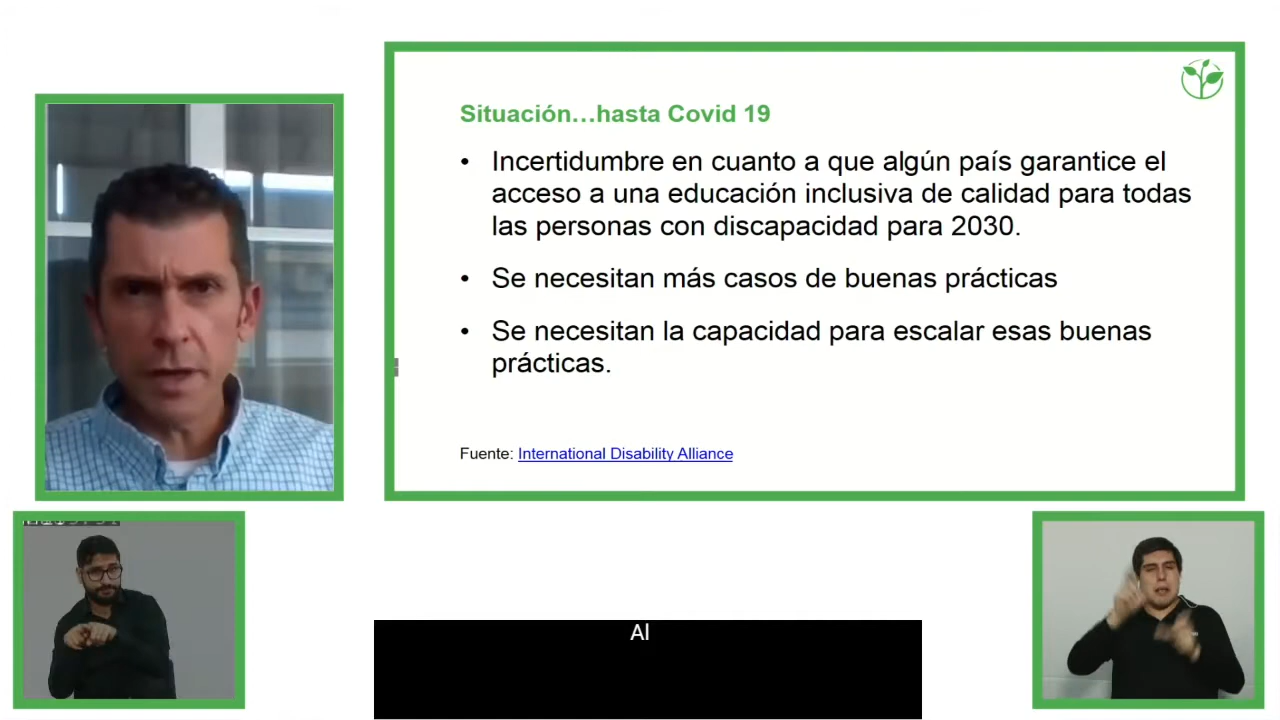 Situación…hasta Covid 19
• Incertidumbre en cuanto a que algún país garantice el
acceso a una educación inclusiva de calidad para todas
las personas con discapacidad para 2030.
• Se necesitan más casos de buenas prácticas
• Se necesitan la capacidad para escalar esas buenas
prácticas.
Fuente: International Disability Alliance
Al